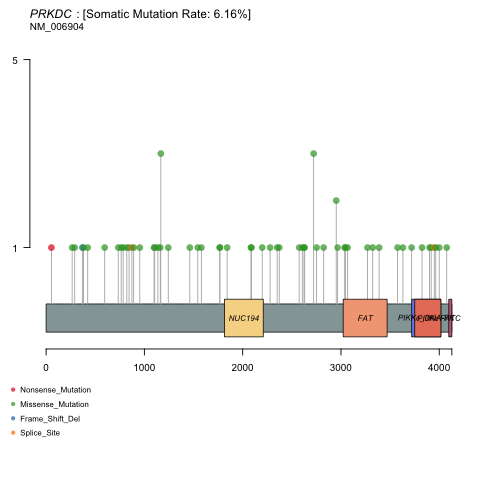 PRKDC : [Somatic Mutation Rate: 6.16%]
NM_006904
5
1
NUC194
FAT
0
1000
2000
3000
4000
Nonsense_Mutation
Missense_Mutation
Frame_Shift_Del
Splice_Site